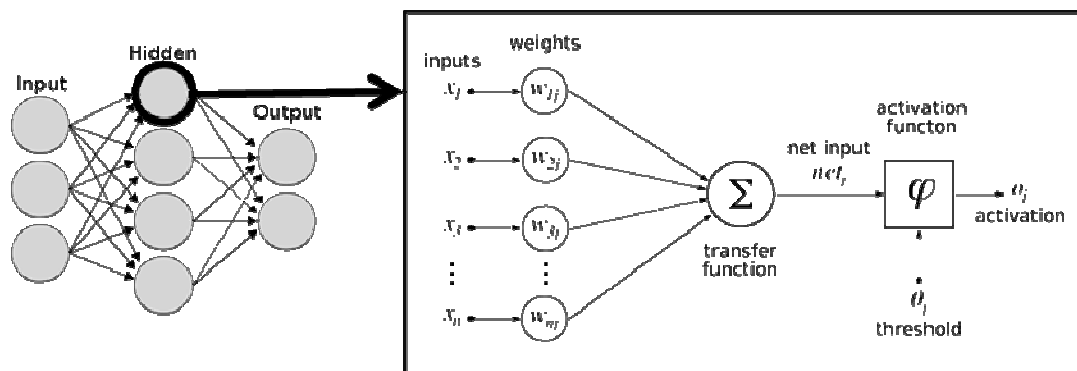 Hidden
Input
Output
weights
inputs
x₁
w₁ⱼ
x₂
w₂ⱼ
x₃
w₃ⱼ
⋮
⋮
xₙ
wₙⱼ
Σ
transfer
function
net input
netⱼ
activation
functon
φ
oⱼ
activation
θⱼ
threshold